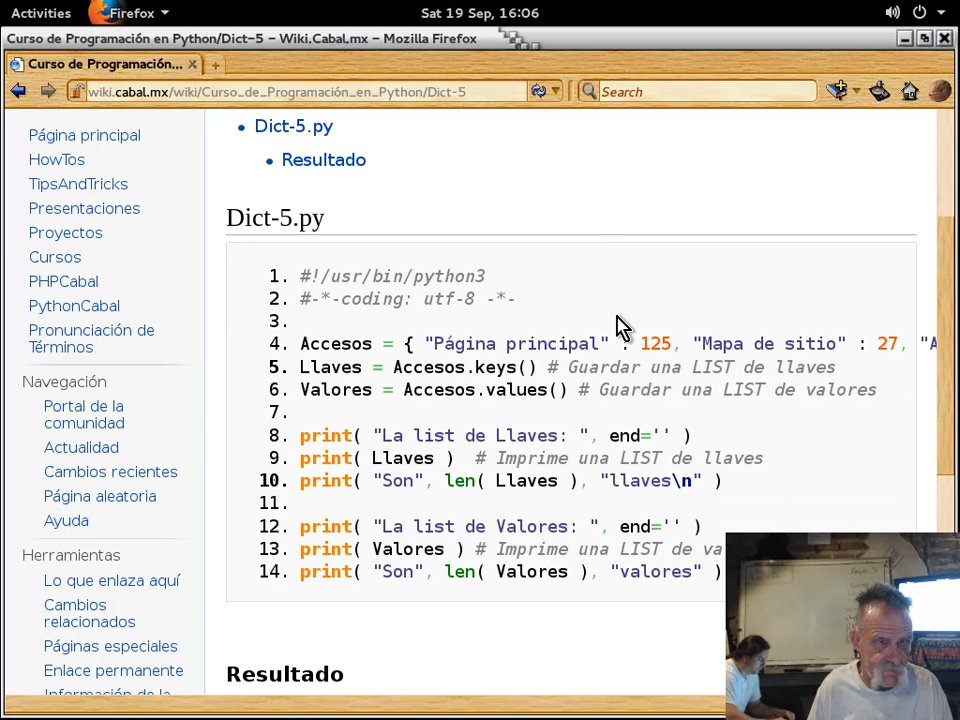 Activities Firefox Sat 19 Sep, 16:06
Curso de Programación en Python/Dict-5 – Wiki,Cabal,mx – Mozilla Firefox
Curso de Programación... × +
wiki.cabal.mx/wiki/Curso_de_Programación_en_Python/Dict-5 Search
Página principal
HowTos
TipsAndTricks
Presentaciones
Proyectos
Cursos
PHPCabal
PythonCabal
Pronunciación de
Términos
Navegación
Portal de la
comunidad
Actualidad
Cambios recientes
Página aleatoria
Ayuda
Herramientas
Lo que enlaza aquí
Cambios
relacionados
Páginas especiales
Enlace permanente
Información de la
• Dict-5.py
• Resultado
Dict-5.py
1. #!/usr/bin/python3
2. #-*-coding: utf-8 -*-
3.
4. Accesos = { "Página principal" : 125, "Mapa de sitio" : 27, "A
5. Llaves = Accesos.keys() # Guardar una LIST de llaves
6. Valores = Accesos.values() # Guardar una LIST de valores
7.
8. print( "La list de Llaves: ", end='' )
9. print( Llaves )  # Imprime una LIST de llaves
10. print( "Son", len( Llaves ), "llaves\n" )
11.
12. print( "La list de Valores: ", end='' )
13. print( Valores ) # Imprime una LIST de va
14. print( "Son", len( Valores ), "valores" )
Resultado